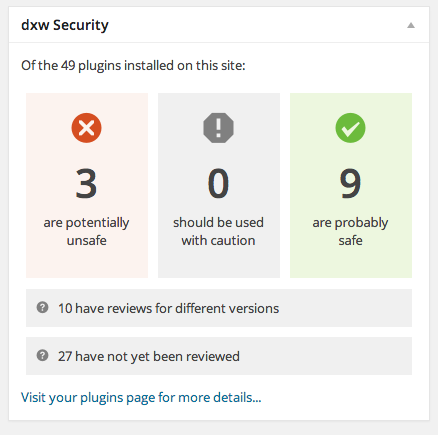 dxw Security
Of the 49 plugins installed on this site:
3
are potentially
unsafe
0
should be used
with caution
9
are probably
safe
10 have reviews for different versions
27 have not yet been reviewed
Visit your plugins page for more details...